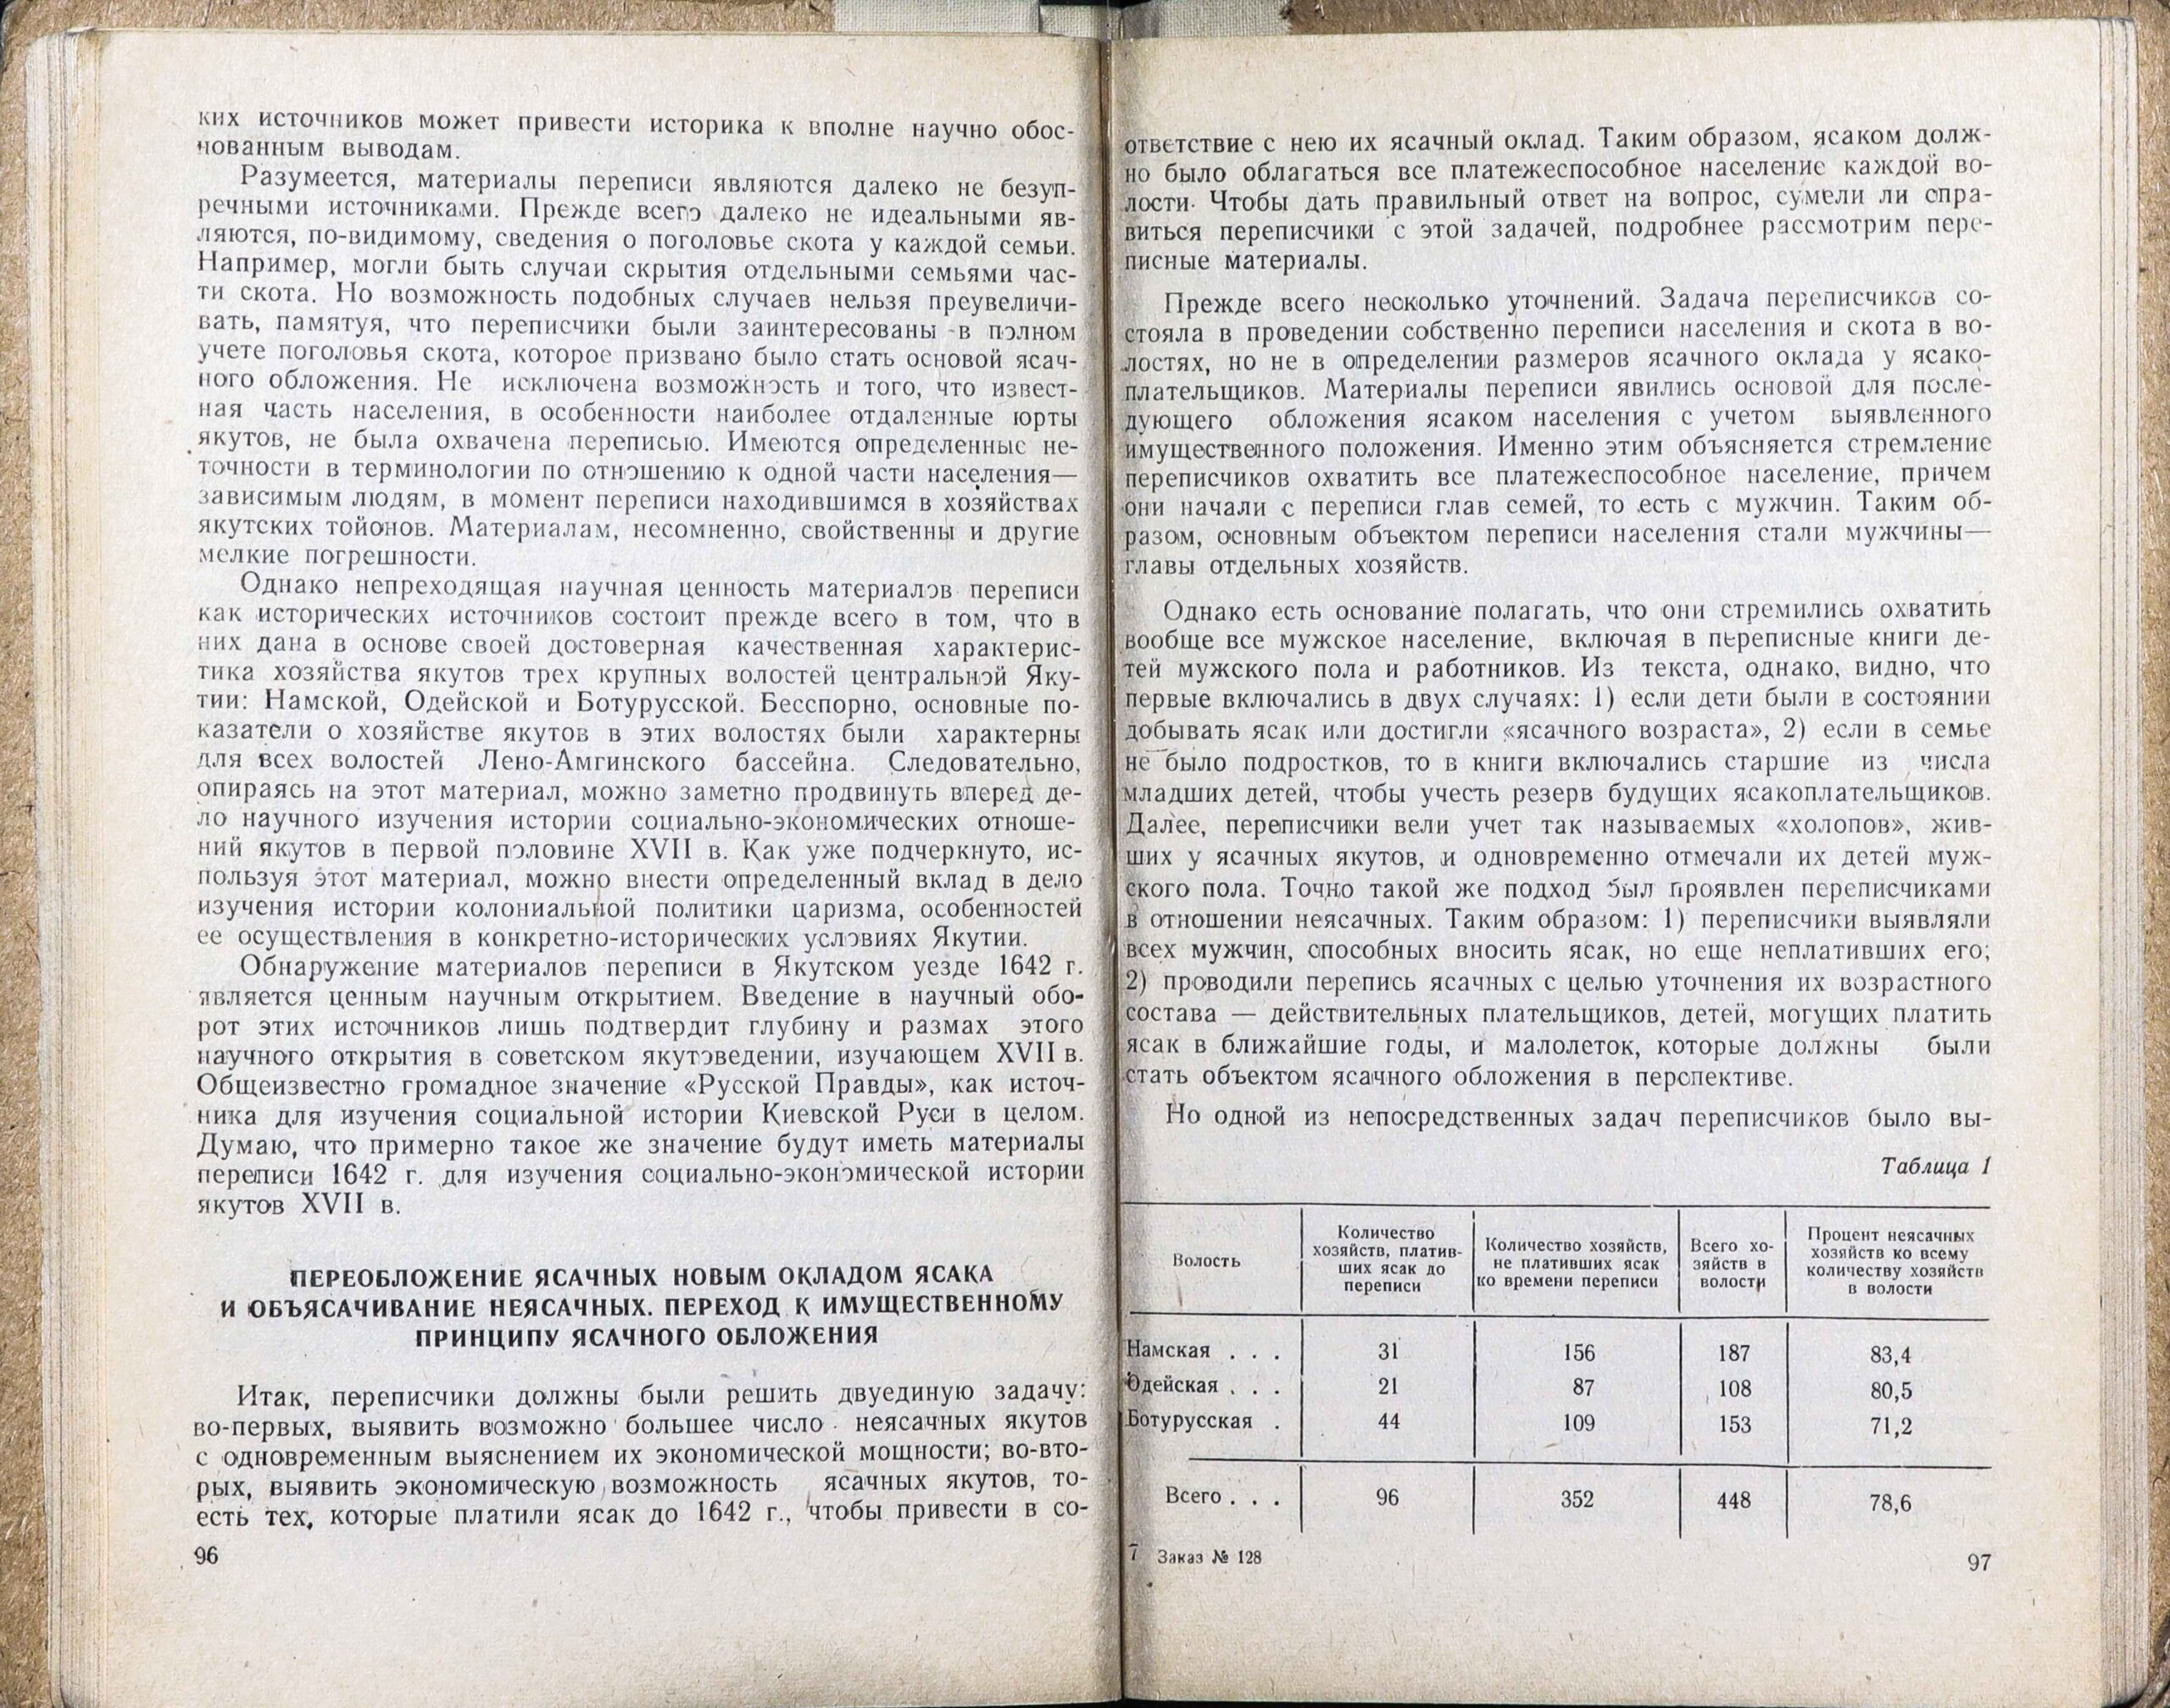 ких источников может привести историка к вполне научно обос-
нованным выводам.
Разумеется, материалы переписи являются далеко не безуп-
речными источниками. Прежде всего далеко не идеальными яв-
ляются, по-видимому, сведения о поголовье скота у каждой семьи.
Например, могли быть случаи скрытия отдельными семьями час-
ти скота. Но возможность подобных случаев нельзя преувеличи-
вать, памятуя, что переписчики были заинтересованы в полном
учете поголовья скота, которое призвано было стать основой ясач-
ного обложения. Не исключена возможность и того, что извест-
ная часть населения, в особенности наиболее отдаленные юрты
якутов, не была охвачена переписью. Имеются определенные не-
точности в терминологии по отношению к одной части населения—
зависимым людям, в момент переписи находившимся в хозяйствах
якутских тойонов. Материалам, несомненно, свойственны и другие
мелкие погрешности.
Однако непреходящая научная ценность материалов переписи
как исторических источников состоит прежде всего в том, что в
них дана в основе своей достоверная качественная характерис-
тика хозяйства якутов трех крупных волостей центральной Яку-
тии: Намской, Одейской и Ботурусской. Бесспорно, основные по-
казатели о хозяйстве якутов в этих волостях были характерны
для всех волостей Лено-Амгинского бассейна. Следовательно,
опираясь на этот материал, можно заметно продвинуть вперед де-
ло научного изучения истории социально-экономических отноше-
ний якутов в первой половине XVII в. Как уже подчеркнуто, ис-
пользуя этот материал, можно внести определенный вклад в дело
изучения истории колониальной политики царизма, особенностей
ее осуществления в конкретно-исторических условиях Якутии.
Обнаружение материалов переписи в Якутском уезде 1642 г.
является ценным научным открытием. Введение в научный обо-
рот этих источников лишь подтвердит глубину и размах этого
научного открытия в советском якутоведении, изучающем XVII в.
Общеизвестно громадное значение «Русской Правды», как источ-
ника для изучения социальной истории Киевской Руси в целом.
Думаю, что примерно такое же значение будут иметь материалы
переписи 1642 г. для изучения социально-экономической истории
якутов XVII в.
ПЕРЕОБЛОЖЕНИЕ ЯСАЧНЫХ НОВЫМ ОКЛАДОМ ЯСАКА
И ОБЪЯСАЧИВАНИЕ НЕЯСАЧНЫХ. ПЕРЕХОД К ИМУЩЕСТВЕННОМУ
ПРИНЦИПУ ЯСАЧНОГО ОБЛОЖЕНИЯ
Итак, переписчики должны были решить двуединую задачу:
во-первых, выявить возможно большее число неясачных якутов
с одновременным выяснением их экономической мощности; во-вто-
рых, выявить экономическую возможность ясачных якутов, то-
есть тех, которые платили ясак до 1642 г., чтобы привести в со-
96
ответствие с нею их ясачный оклад. Таким образом, ясаком долж-
но было облагаться все платежеспособное население каждой во-
лости. Чтобы дать правильный ответ на вопрос, сумели ли спра-
виться переписчики с этой задачей, подробнее рассмотрим пере-
писные материалы.
Прежде всего несколько уточнений. Задача переписчиков со-
стояла в проведении собственно переписи населения и скота в во-
лостях, но не в определении размеров ясачного оклада у ясако-
плательщиков. Материалы переписи явились основой для после-
дующего обложения ясаком населения с учетом выявленного
имущественного положения. Именно этим объясняется стремление
переписчиков охватить все платежеспособное население, причем
они начали с переписи глав семей, то есть с мужчин. Таким об-
разом, основным объектом переписи населения стали мужчины—
главы отдельных хозяйств.
Однако есть основание полагать, что они стремились охватить
вообще все мужское население, включая в переписные книги де-
тей мужского пола и работников. Из текста, однако, видно, что
первые включались в двух случаях: 1) если дети были в состоянии
добывать ясак или достигли «ясачного возраста», 2) если в семье
не было подростков, то в книги включались старшие из числа
младших детей, чтобы учесть резерв будущих ясакоплательщиков.
Далее, переписчики вели учет так называемых «холопов», жив-
ших у ясачных якутов, и одновременно отмечали их детей муж-
ского пола. Точно такой же подход был проявлен переписчиками
в отношении неясачных. Таким образом: 1) переписчики выявляли
всех мужчин, способных вносить ясак, но еще неплативших его;
2) проводили перепись ясачных с целью уточнения их возрастного
состава — действительных плательщиков, детей, могущих платить
ясак в ближайшие годы, и малолеток, которые должны были
стать объектом ясачного обложения в перспективе.
Но одной из непосредственных задач переписчиков было вы-
Таблица 1
Волость
Количество
хозяйств, платив-
ших ясак до
переписи
Количество хозяйств,
не плативших ясак
ко времени переписи
Всего хо-
зяйств в
волости
Процент неясачных
хозяйств ко всему
количеству хозяйств
в волости
Намская . . . 31 156 187 83,4
Одейская . . . 21 87 108 80,5
Ботурусская . 44 109 153 71,2
Всего . . . 96 352 448 78,6
7 Заказ № 128
97